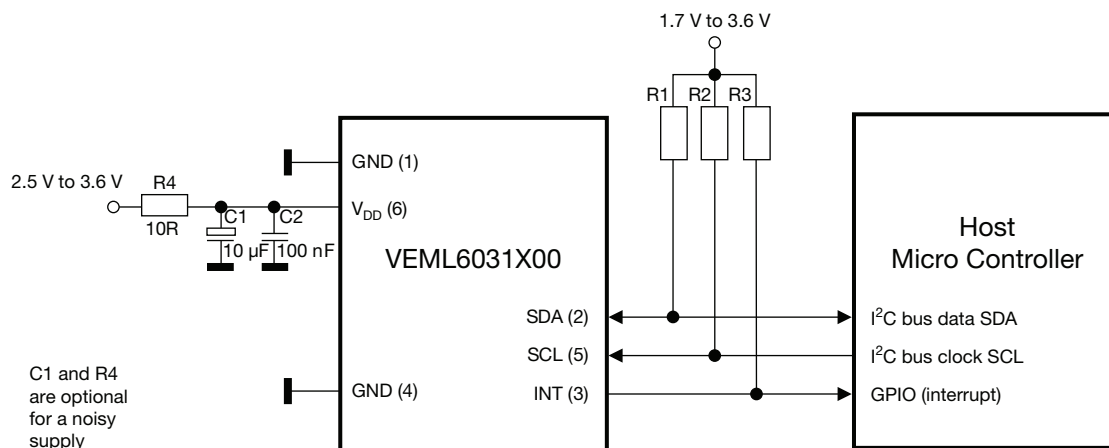 1.7 V to 3.6 V
R1 R2 R3
GND (1)
2.5 V to 3.6 V
R4
C1 C2
V_DD (6)
10R
10 µF 100 nF
VEML6031X00
Host
Micro Controller
SDA (2)
I²C bus data SDA
SCL (5)
I²C bus clock SCL
C1 and R4
are optional
for a noisy
supply
GND (4)
INT (3)
GPIO (interrupt)